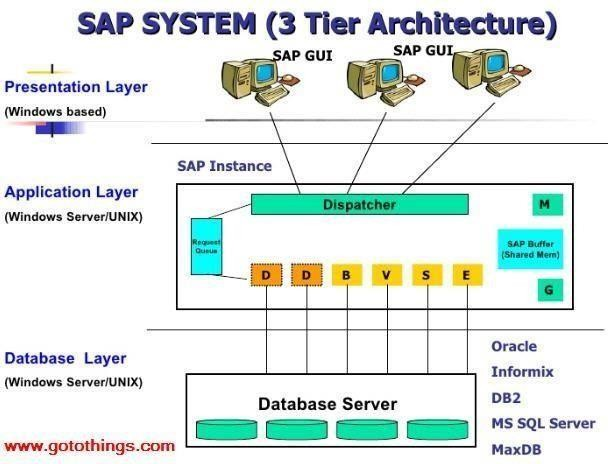 SAP SYSTEM (3 Tier Architecture)
SAP GUI
SAP GUI
Presentation Layer
(Windows based)
SAP Instance
Application Layer
(Windows Server/UNIX)
Dispatcher
M
Request
Queue
SAP Buffer
(Shared Mem)
D
D
B
V
S
E
G
Database Layer
(Windows Server/UNIX)
Database Server
Oracle
Informix
DB2
MS SQL Server
MaxDB
www.gotothings.com